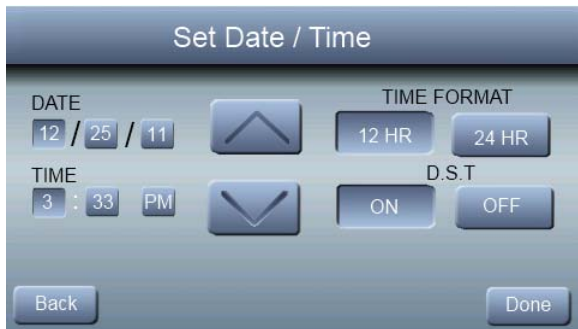 Set Date / Time
DATE
12 / 25 / 11
TIME
3 : 33 PM
TIME FORMAT
12 HR 24 HR
D.S.T
ON OFF
Back Done